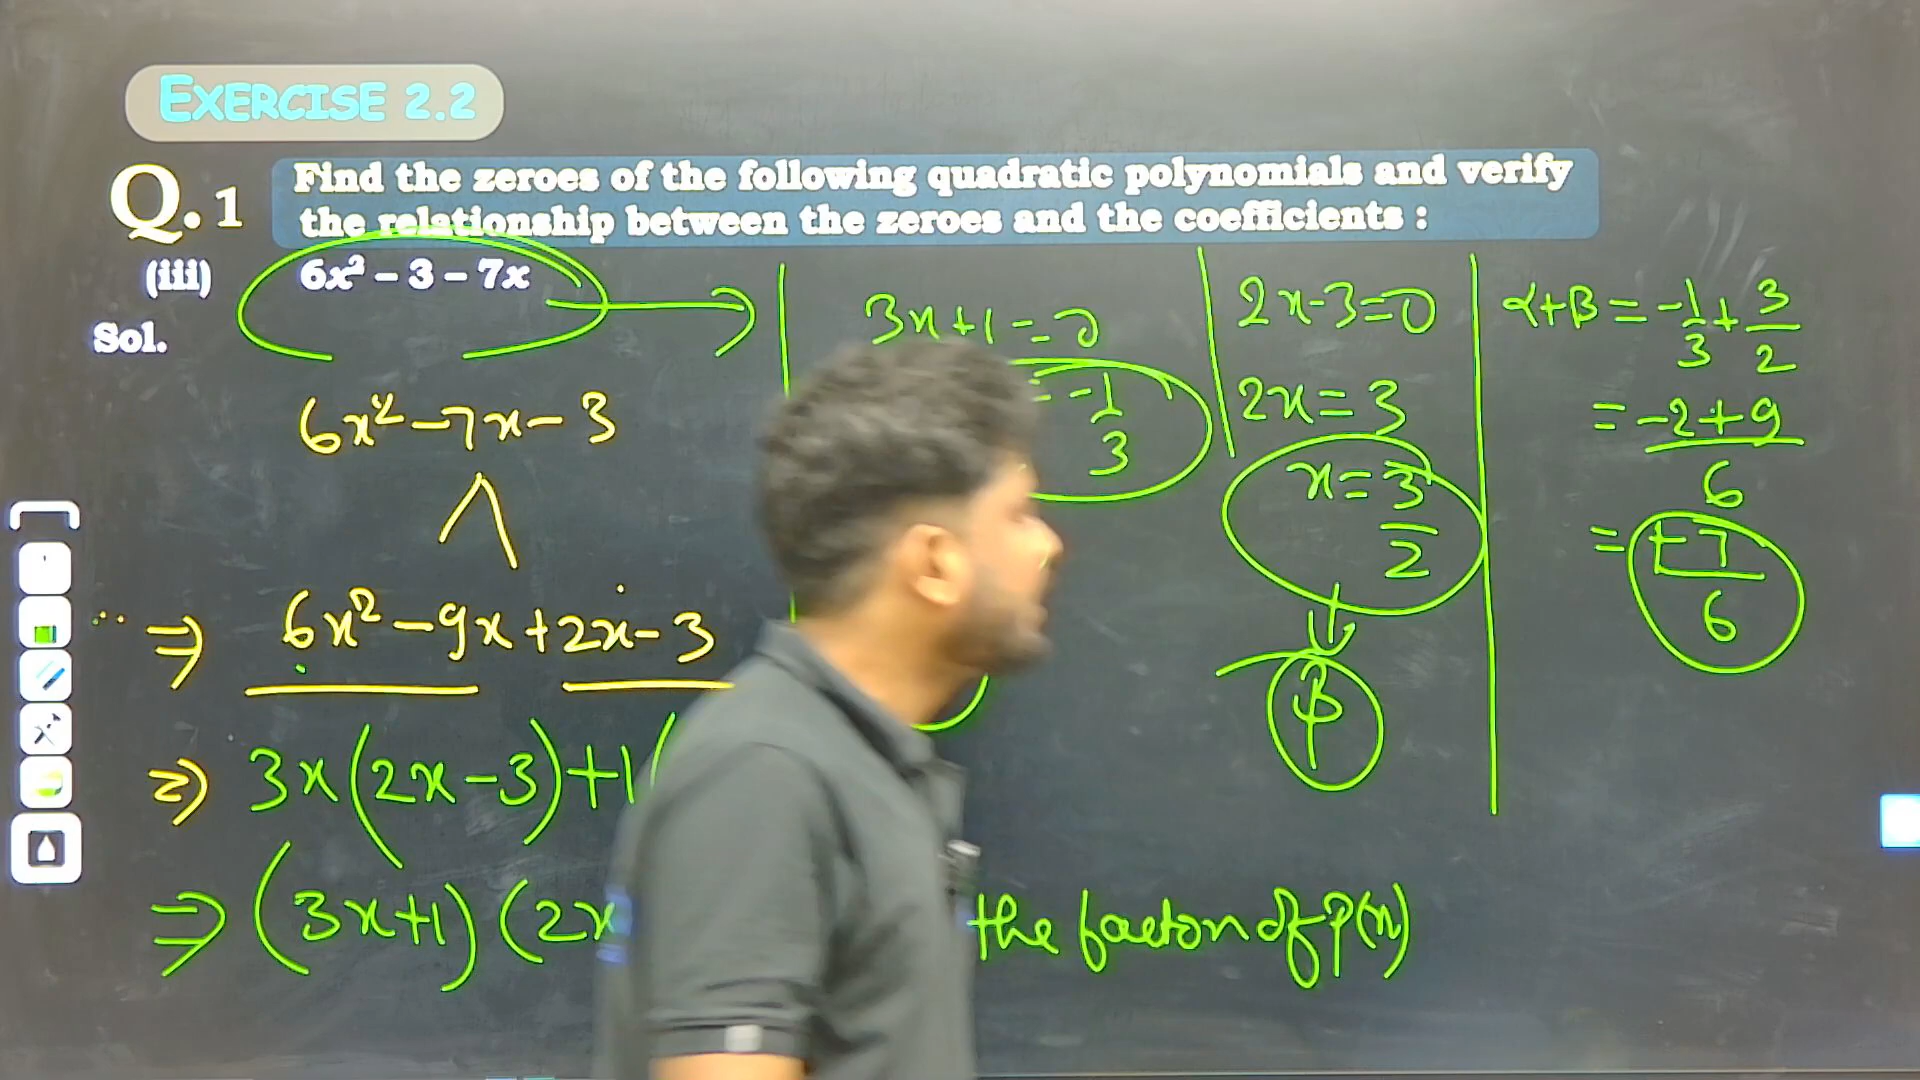 EXERCISE 2.2
Q.1 Find the zeroes of the following quadratic polynomials and verify
the relationship between the zeroes and the coefficients :
(iii) 6x² – 3 – 7x
Sol.
6x² – 7x – 3
⇒ 6x² – 9x + 2x – 3
⇒ 3x(2x – 3) + 1(
⇒ (3x + 1)(2x
the factor of p(x)
3x + 1 = 0
= -1/3
2x – 3 = 0
2x = 3
x = 3/2
β
α + β = -1/3 + 3/2
= -2 + 9 / 6
= +7/6